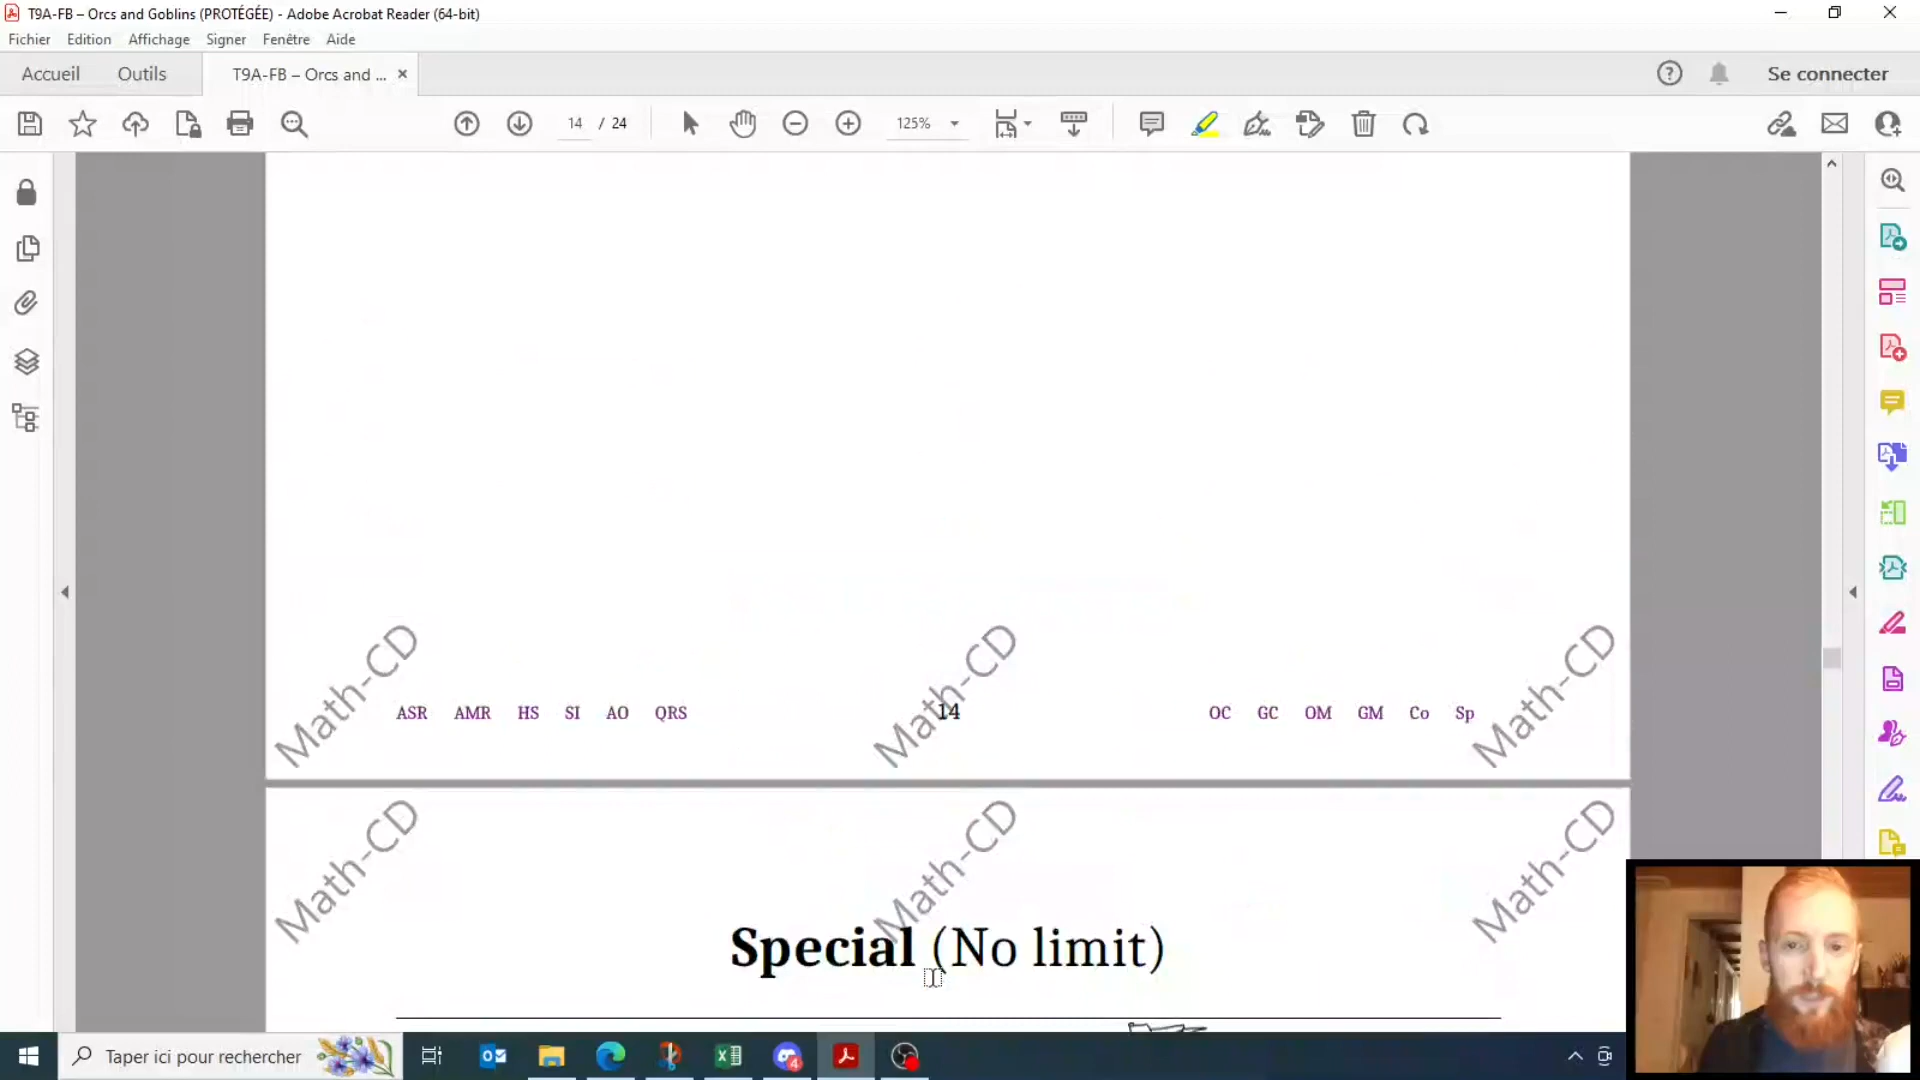 T9A-FB – Orcs and Goblins (PROTÉGÉE) - Adobe Acrobat Reader (64-bit)
Fichier Edition Affichage Signer Fenêtre Aide
Accueil Outils T9A-FB – Orcs and ... Se connecter
14 / 24 125%
Math-CD Math-CD Math-CD
ASR AMR HS SI AO QRS 14 OC GC OM GM Co Sp
Math-CD Math-CD Math-CD
Special (No limit)
Taper ici pour rechercher
4